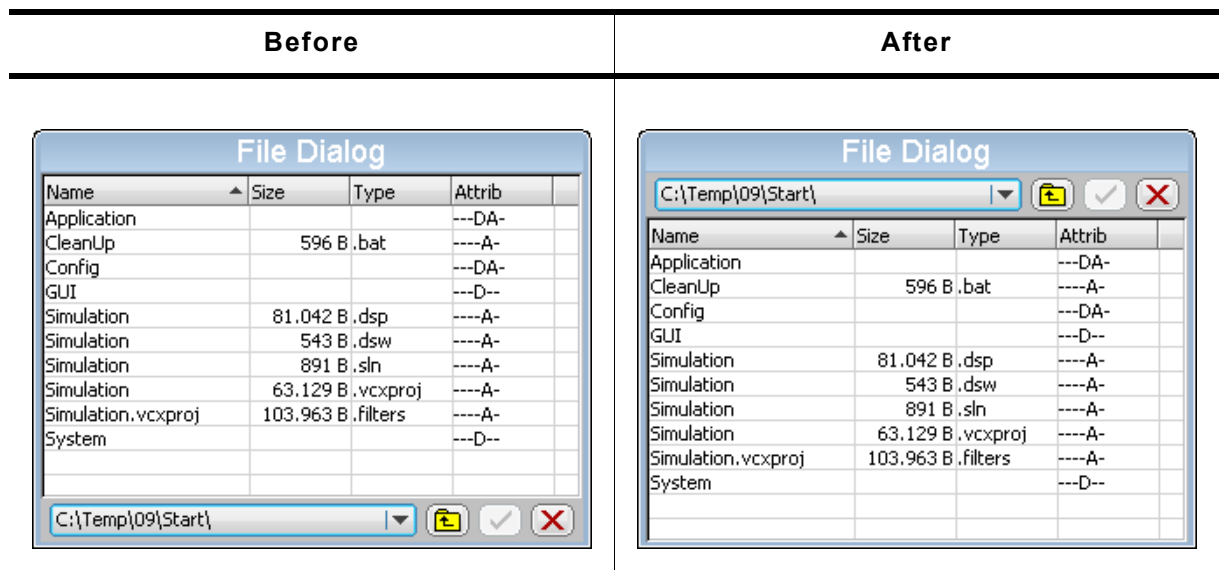 Before After
File Dialog
Name Size Type Attrib
Application ---DA-
CleanUp 596 B .bat ----A-
Config ---DA-
GUI ---D--
Simulation 81.042 B .dsp ----A-
Simulation 543 B .dsw ----A-
Simulation 891 B .sln ----A-
Simulation 63.129 B .vcxproj ----A-
Simulation.vcxproj 103.963 B .filters ----A-
System ---D--
C:\Temp\09\Start\
File Dialog
C:\Temp\09\Start\
Name Size Type Attrib
Application ---DA-
CleanUp 596 B .bat ----A-
Config ---DA-
GUI ---D--
Simulation 81.042 B .dsp ----A-
Simulation 543 B .dsw ----A-
Simulation 891 B .sln ----A-
Simulation 63.129 B .vcxproj ----A-
Simulation.vcxproj 103.963 B .filters ----A-
System ---D--